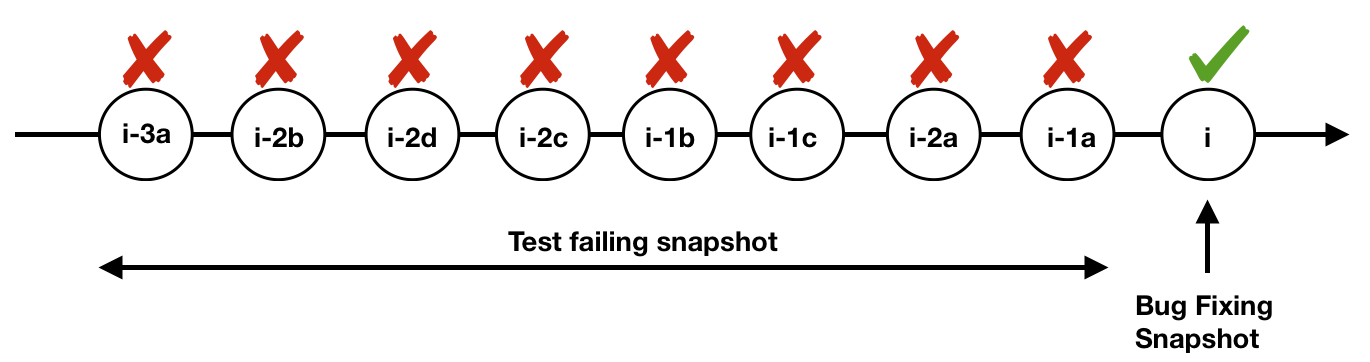 i-3a i-2b i-2d i-2c i-1b i-1c i-2a i-1a i
Test failing snapshot
Bug Fixing
Snapshot